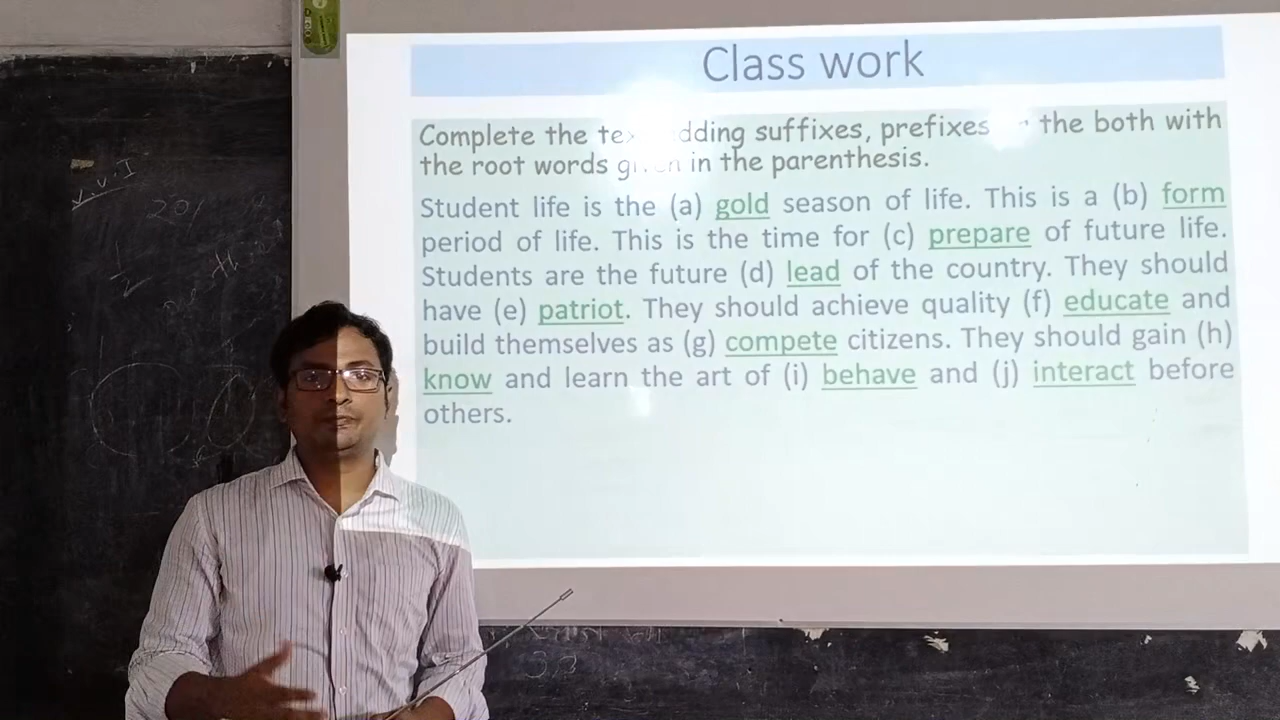 Class work
Complete the dding suffixes, prefixes the both with
the root words in the parenthesis.
Student life is the (a) gold season of life. This is a (b) form
period of life. This is the time for (c) prepare of future life.
Students are the future (d) lead of the country. They should
have (e) patriot. They should achieve quality (f) educate and
build themselves as (g) compete citizens. They should gain (h)
know and learn the art of (i) behave and (j) interact before
others.
v.v.I
201
1/2